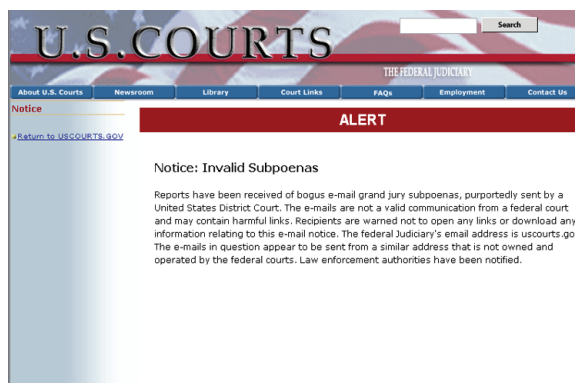 Search
U.S.COURTS
THE FEDERAL JUDICIARY
About U.S. Courts Newsroom Library Court Links FAQs Employment Contact Us
Notice
ALERT
Return to USCOURTS.GOV
Notice: Invalid Subpoenas
Reports have been received of bogus e-mail grand jury subpoenas, purportedly sent by a
United States District Court. The e-mails are not a valid communication from a federal court
and may contain harmful links. Recipients are warned not to open any links or download any
information relating to this e-mail notice. The federal Judiciary's email address is uscourts.go
The e-mails in question appear to be sent from a similar address that is not owned and
operated by the federal courts. Law enforcement authorities have been notified.